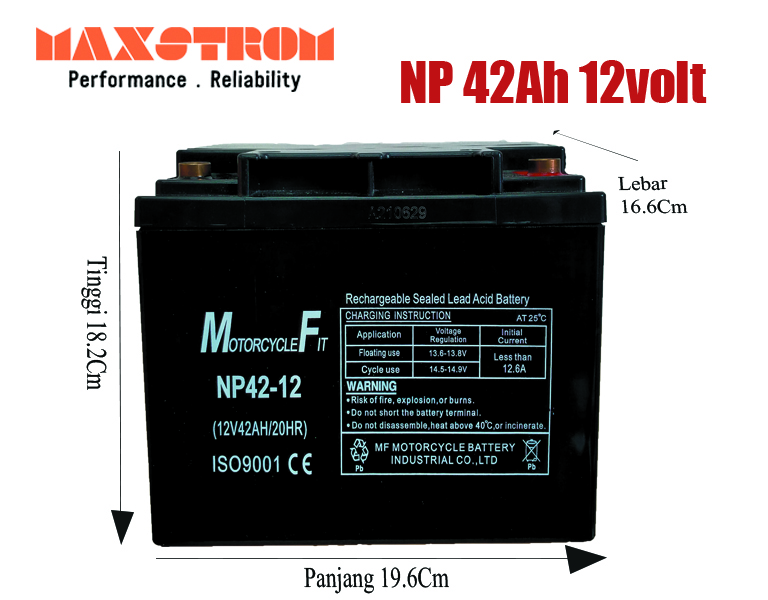 MAXSTROM
Performance . Reliability
NP 42Ah 12volt
Lebar
16.6Cm
A210629
Tinggi 18.2Cm
MOTORCYCLE FIT
NP42-12
(12V42AH/20HR)
ISO9001 CE
Rechargeable Sealed Lead Acid Battery
CHARGING INSTRUCTION AT 25°C
Application Voltage Regulation Initial Current
Floating use 13.6-13.8V Less than 12.6A
Cycle use 14.5-14.9V
WARNING
• Risk of fire, explosion,or burns.
• Do not short the battery terminal.
• Do not disassemble,heat above 40°C,or incinerate.
MF MOTORCYCLE BATTERY
INDUSTRIAL CO.,LTD
Pb Pb
Panjang 19.6Cm